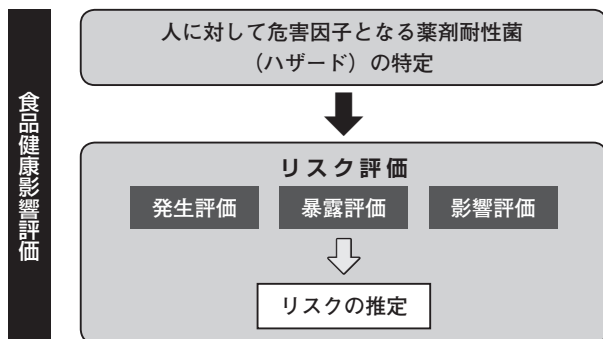 食品健康影響評価
人に対して危害因子となる薬剤耐性菌
（ハザード）の特定
リスク評価
発生評価
暴露評価
影響評価
リスクの推定